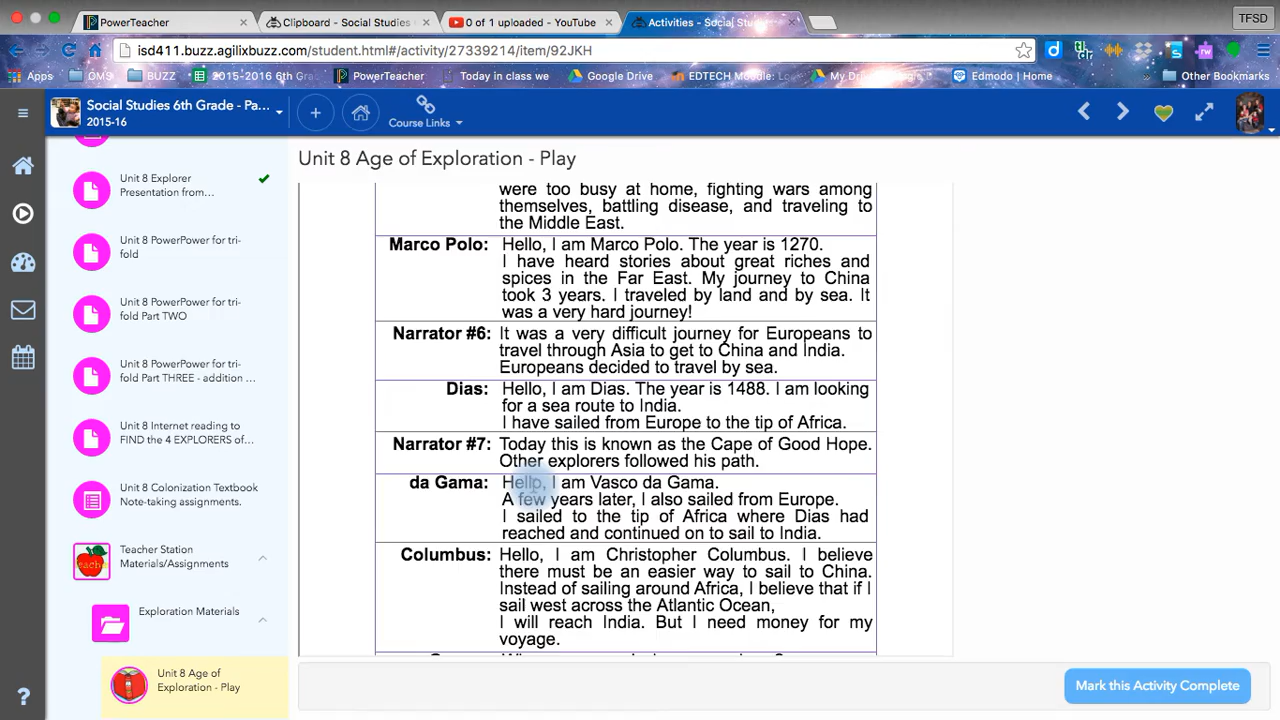 PowerTeacher
Clipboard - Social Studies
0 of 1 uploaded - YouTube
Activities - Social Stud
TFSD
isd411.buzz.agilixbuzz.com/student.html#/activity/27339214/item/92JKH
Apps
OMS
BUZZ
2015-2016 6th Gra
PowerTeacher
Today in class we
Google Drive
EDTECH Moodle: Lo
My Dri
Edmodo | Home
»
Other Bookmarks
Social Studies 6th Grade - Pa...
2015-16
Course Links
Unit 8 Explorer
Presentation from...
Unit 8 PowerPower for tri-
fold
Unit 8 PowerPower for tri-
fold Part TWO
Unit 8 PowerPower for tri-
fold Part THREE - addition ...
Unit 8 Internet reading to
FIND the 4 EXPLORERS of...
Unit 8 Colonization Textbook
Note-taking assignments.
Teacher Station
Materials/Assignments
Exploration Materials
Unit 8 Age of
Exploration - Play
Unit 8 Age of Exploration - Play
were too busy at home, fighting wars among
themselves, battling disease, and traveling to
the Middle East.
Marco Polo: Hello, I am Marco Polo. The year is 1270.
I have heard stories about great riches and
spices in the Far East. My journey to China
took 3 years. I traveled by land and by sea. It
was a very hard journey!
Narrator #6: It was a very difficult journey for Europeans to
travel through Asia to get to China and India.
Europeans decided to travel by sea.
Dias: Hello, I am Dias. The year is 1488. I am looking
for a sea route to India.
I have sailed from Europe to the tip of Africa.
Narrator #7: Today this is known as the Cape of Good Hope.
Other explorers followed his path.
da Gama: Hello, I am Vasco da Gama.
A few years later, I also sailed from Europe.
I sailed to the tip of Africa where Dias had
reached and continued on to sail to India.
Columbus: Hello, I am Christopher Columbus. I believe
there must be an easier way to sail to China.
Instead of sailing around Africa, I believe that if I
sail west across the Atlantic Ocean,
I will reach India. But I need money for my
voyage.
Mark this Activity Complete
?